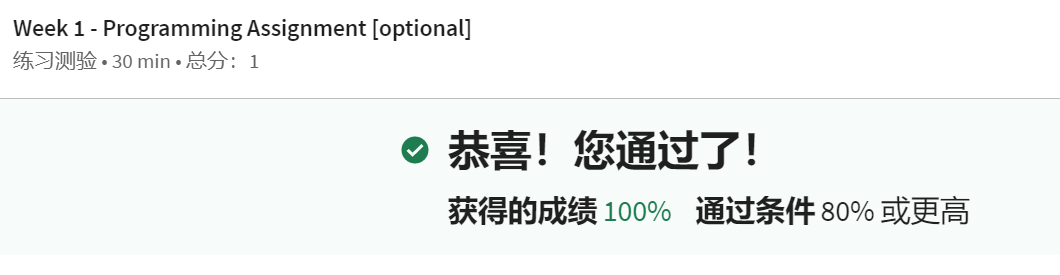 Week 1 - Programming Assignment [optional]
练习测验 • 30 min • 总分：1
恭喜！您通过了！
获得的成绩 100% 通过条件 80% 或更高